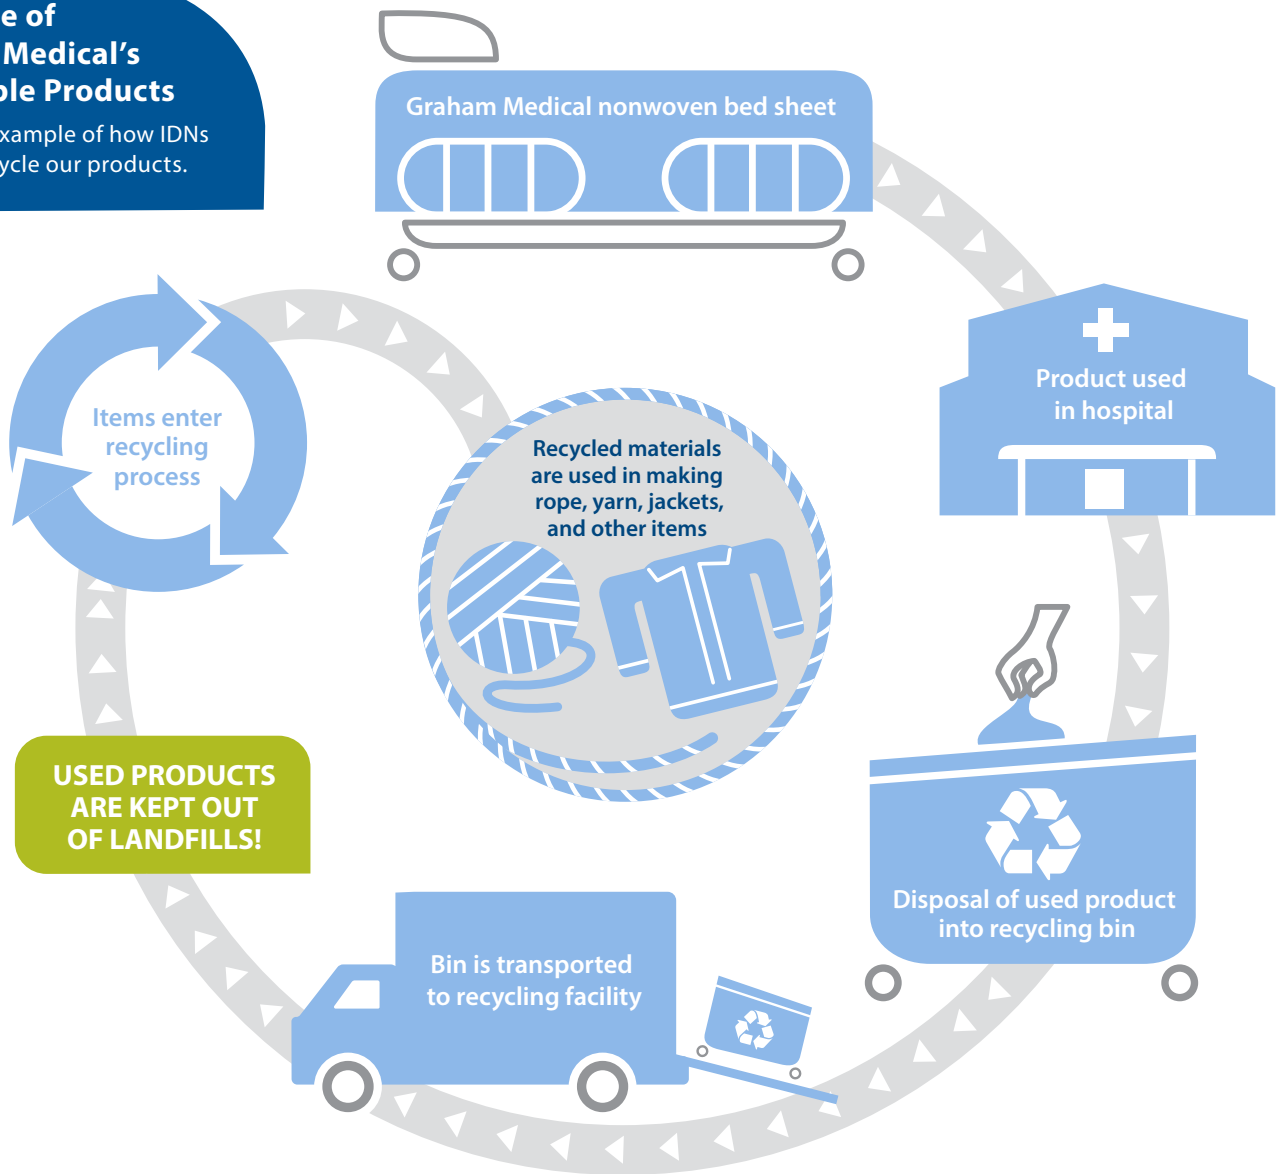 e of
Medical's
ple Products
xample of how IDNs
ycle our products.
Graham Medical nonwoven bed sheet
Product used
in hospital
Disposal of used product
into recycling bin
Bin is transported
to recycling facility
USED PRODUCTS
ARE KEPT OUT
OF LANDFILLS!
Items enter
recycling
process
Recycled materials
are used in making
rope, yarn, jackets,
and other items